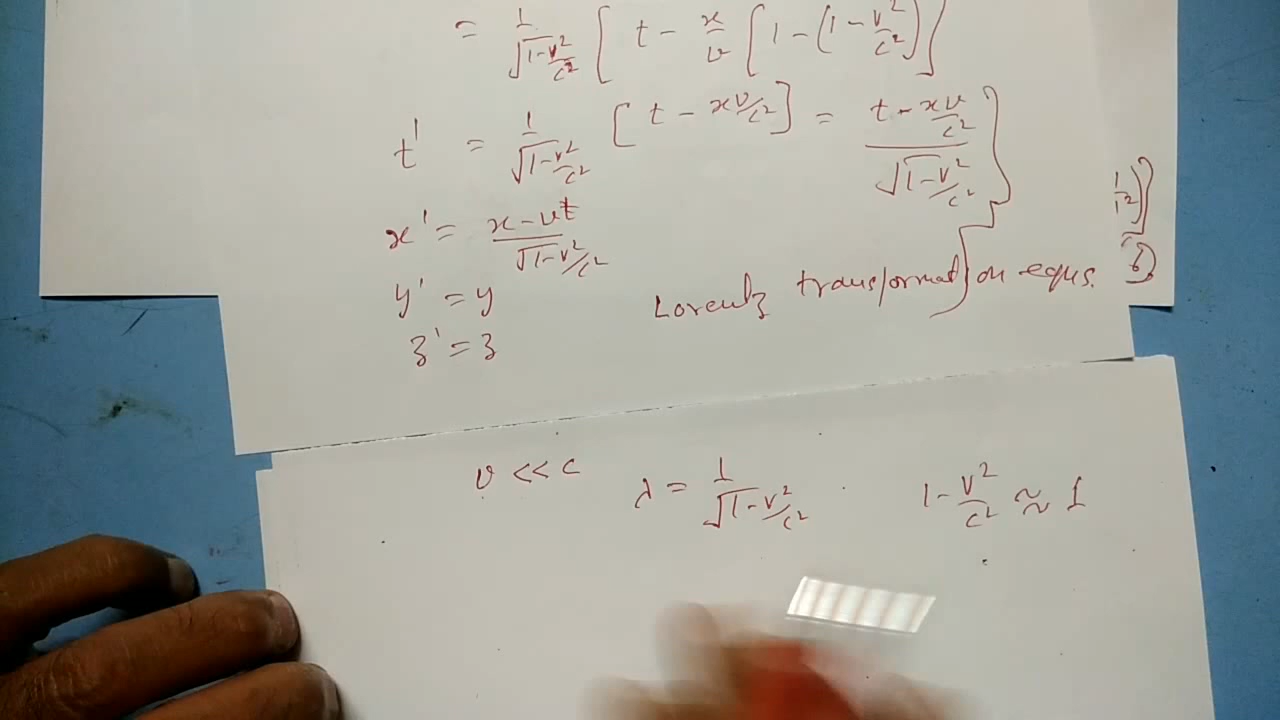 = 1/√(1-v²/c²) [ t - x/v [ 1 - (1 - v²/c²) ] ]
t' = 1/√(1-v²/c²) [ t - xv/c² ] = (t - xv/c²)/√(1-v²/c²)
x' = (x - vt)/√(1-v²/c²)
y' = y
z' = z
Lorentz transformation equs.
v << c λ = 1/√(1-v²/c²) 1 - v²/c² ≈ 1